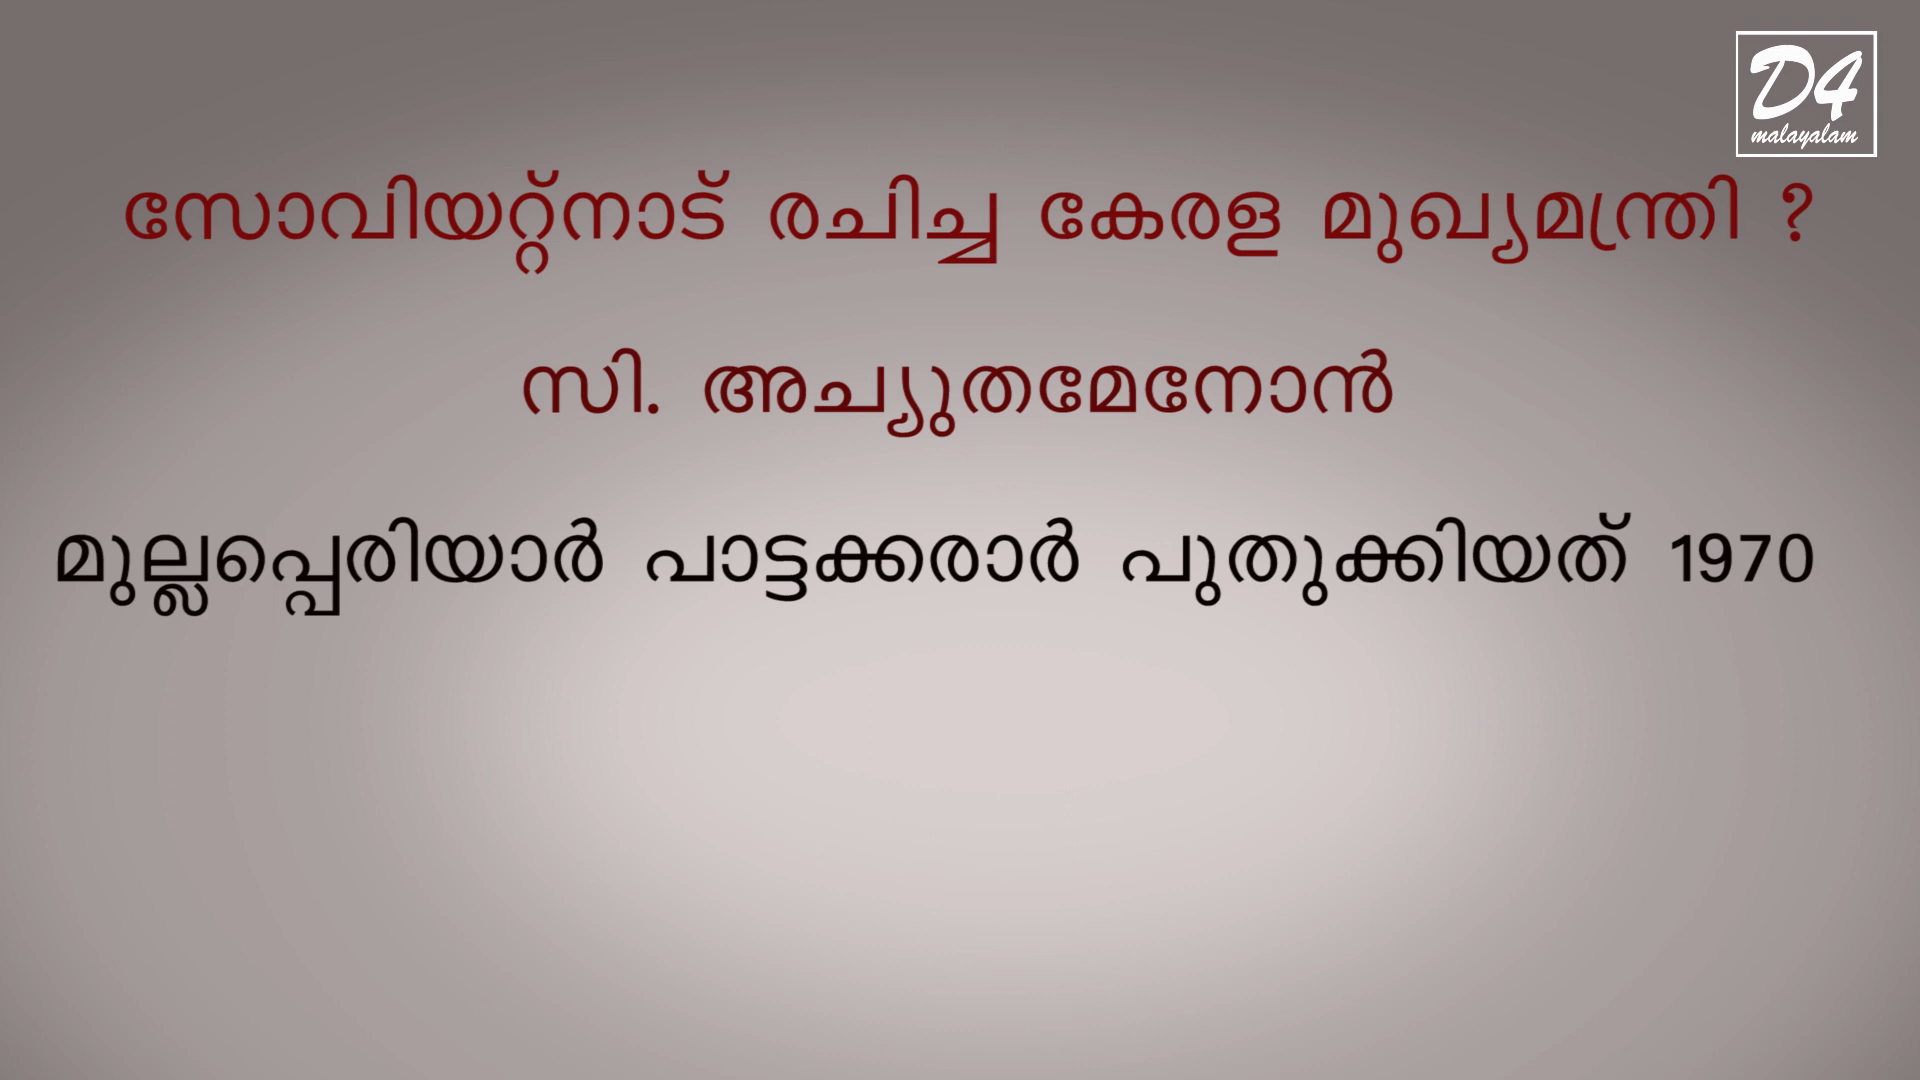 D4
malayalam
സോവിയറ്റ്നാട് രചിച്ച കേരള മുഖ്യമന്ത്രി ?
സി. അച്യുതമേനോൻ
മുല്ലപ്പെരിയാർ പാട്ടക്കരാർ പുതുക്കിയത് 1970